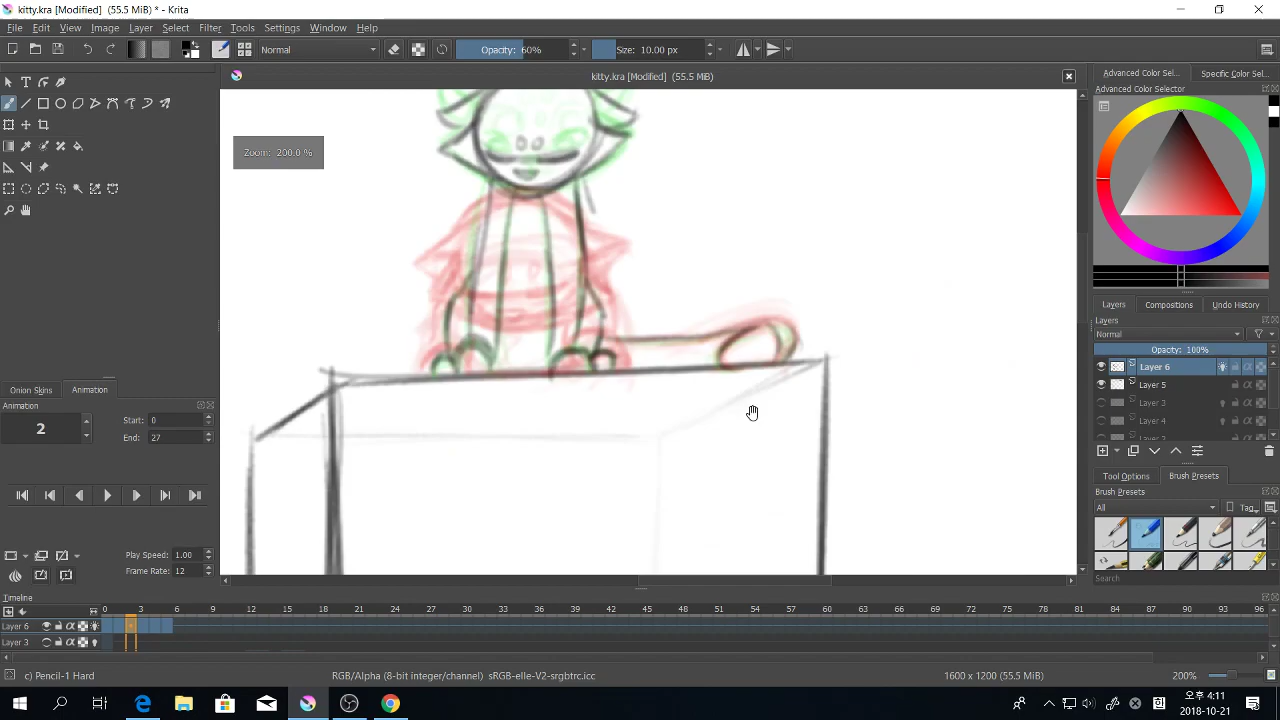 kitty.kra [Modified] (55.5 MiB) * - Krita
File Edit View Image Layer Select Filter Tools Settings Window Help
Normal Opacity: 60% Size: 10.00 px
kitty.kra [Modified] (55.5 MiB)
Advanced Color Sel... Specific Color Sel...
Advanced Color Selector
Zoom: 200.0 %
Layers Compositions Undo History
Layers
Normal
Opacity: 100%
Layer 6
Layer 5
Layer 3
Onion Skins Animation
Animation
2 Start: 0
End: 27
Tool Options Brush Presets
Brush Presets
All Tag
Play Speed: 1.00
Frame Rate: 12
Search
Timeline
0 3 6 9 12 15 18 21 24 27 30 33 36 39 42 45 48 51 54 57 60 63 66 69 72 75 78 81 84 87 90 93 96
Layer 6
Layer 3
c) Pencil-1 Hard RGB/Alpha (8-bit integer/channel) sRGB-elle-V2-srgbtrc.icc 1600 x 1200 (55.5 MiB) 200%
오후 4:11
2018-10-21